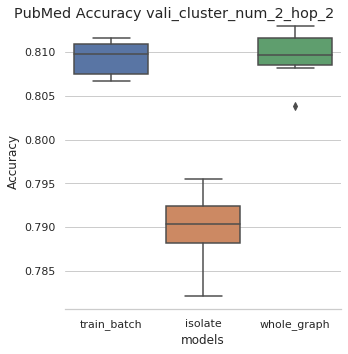 PubMed Accuracy vali_cluster_num_2_hop_2
0.810
0.805
0.800
0.795
0.790
0.785
Accuracy
train_batch isolate whole_graph
models